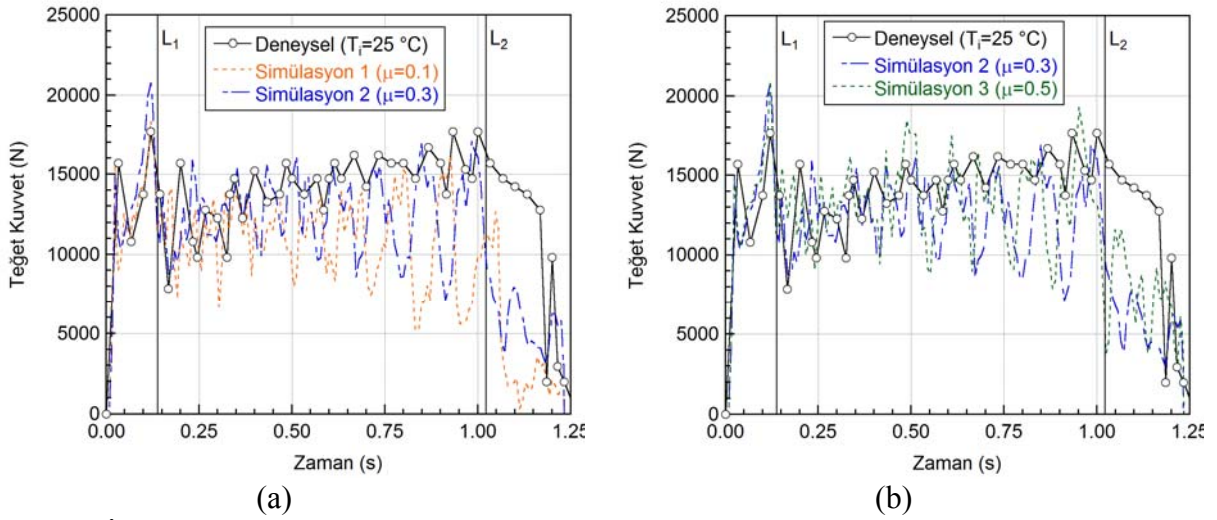 25000
20000
15000
10000
5000
0
Teğet Kuvvet (N)
L1
L2
Deneysel (Ti=25 °C)
Simülasyon 1 (μ=0.1)
Simülasyon 2 (μ=0.3)
0.00 0.25 0.50 0.75 1.00 1.25
Zaman (s)
(a)
25000
20000
15000
10000
5000
0
Teğet Kuvvet (N)
L1
L2
Deneysel (Ti=25 °C)
Simülasyon 2 (μ=0.3)
Simülasyon 3 (μ=0.5)
0.00 0.25 0.50 0.75 1.00 1.25
Zaman (s)
(b)